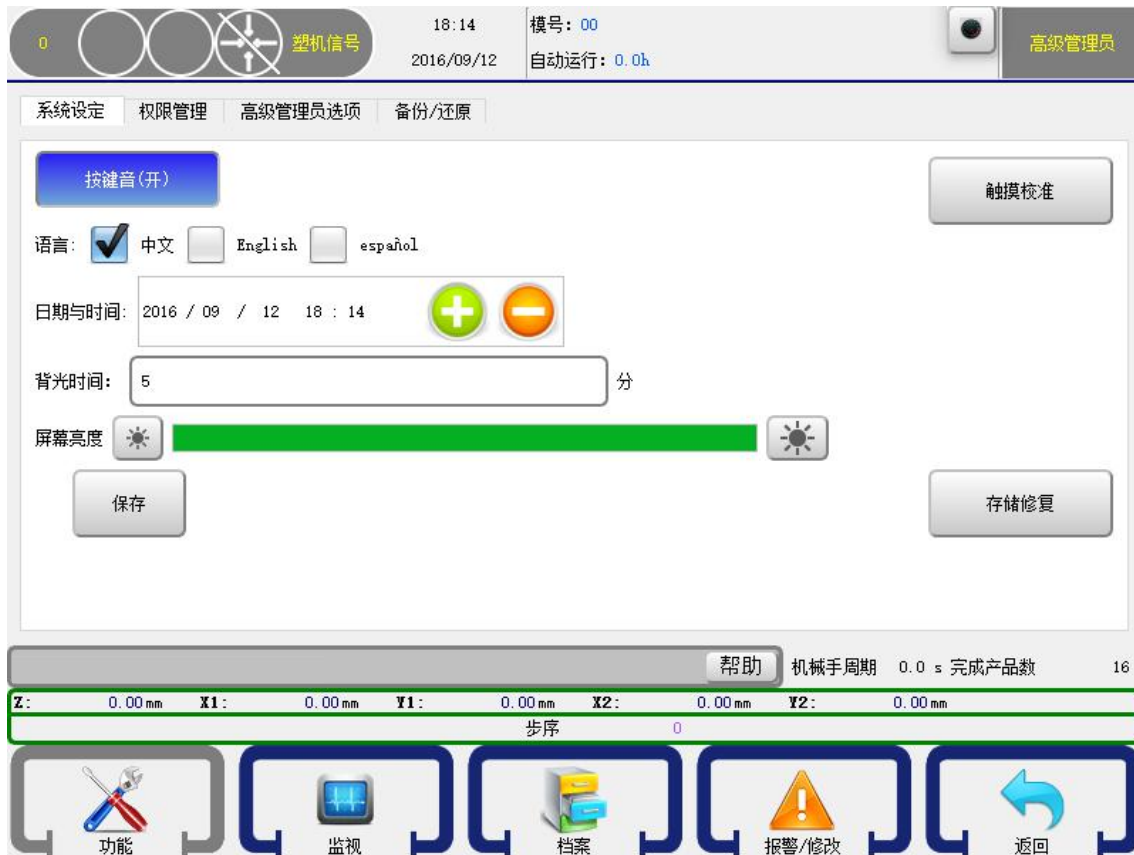 0 塑机信号 18:14 模号：00 高级管理员
2016/09/12 自动运行：0.0h
系统设定 权限管理 高级管理员选项 备份/还原
按键音(开) 触摸校准
语言: 中文 English español
日期与时间: 2016 / 09 / 12 18 : 14
背光时间： 5 分
屏幕亮度
保存 存储修复
帮助 机械手周期 0.0 s 完成产品数 16
Z: 0.00mm X1: 0.00mm Y1: 0.00mm X2: 0.00mm Y2: 0.00mm
步序 0
功能 监视 档案 报警/修改 返回